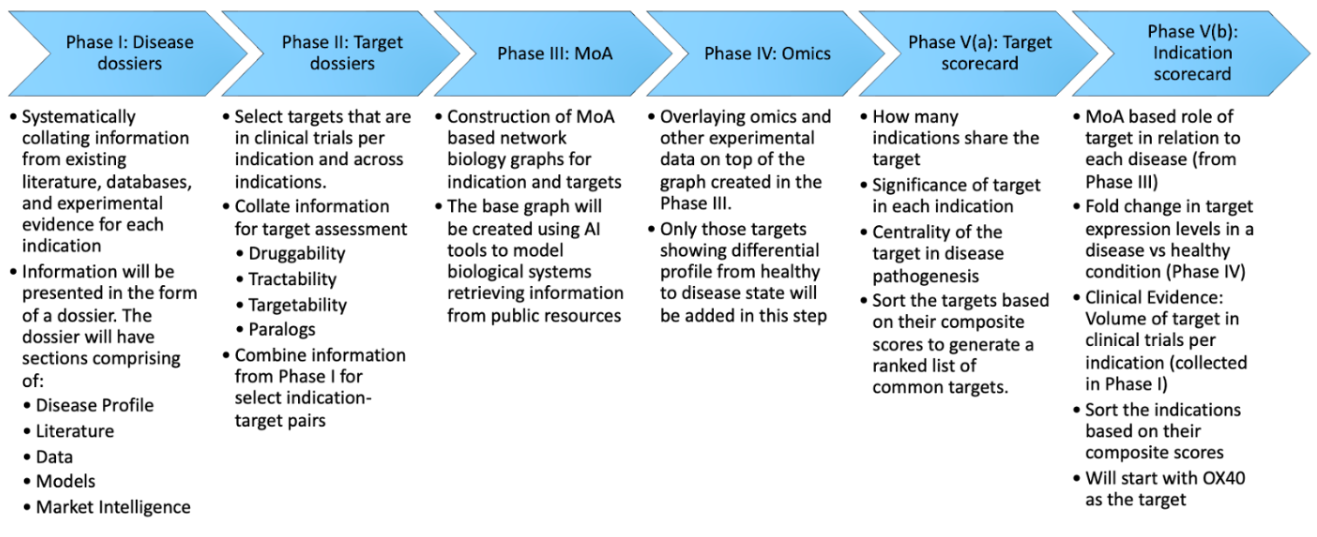 Phase I: Disease
dossiers
• Systematically
collating information
from existing
literature, databases,
and experimental
evidence for each
indication
• Information will be
presented in the form
of a dossier. The
dossier will have
sections comprising
of:
• Disease Profile
• Literature
• Data
• Models
• Market Intelligence
Phase II: Target
dossiers
• Select targets that are
in clinical trials per
indication and across
indications.
• Collate information
for target assessment
• Druggability
• Tractability
• Targetability
• Paralogs
• Combine information
from Phase I for
select indication-
target pairs
Phase III: MoA
• Construction of MoA
based network
biology graphs for
indication and targets
• The base graph will
be created using AI
tools to model
biological systems
retrieving information
from public resources
Phase IV: Omics
• Overlaying omics and
other experimental
data on top of the
graph created in the
Phase III.
• Only those targets
showing differential
profile from healthy
to disease state will
be added in this step
Phase V(a): Target
scorecard
• How many
indications share the
target
• Significance of target
in each indication
• Centrality of the
target in disease
pathogenesis
• Sort the targets based
on their composite
scores to generate a
ranked list of
common targets.
Phase V(b):
Indication
scorecard
• MoA based role of
target in relation to
each disease (from
Phase III)
• Fold change in target
expression levels in a
disease vs healthy
condition (Phase IV)
• Clinical Evidence:
Volume of target in
clinical trials per
indication (collected
in Phase I)
• Sort the indications
based on their
composite scores
• Will start with OX40
as the target